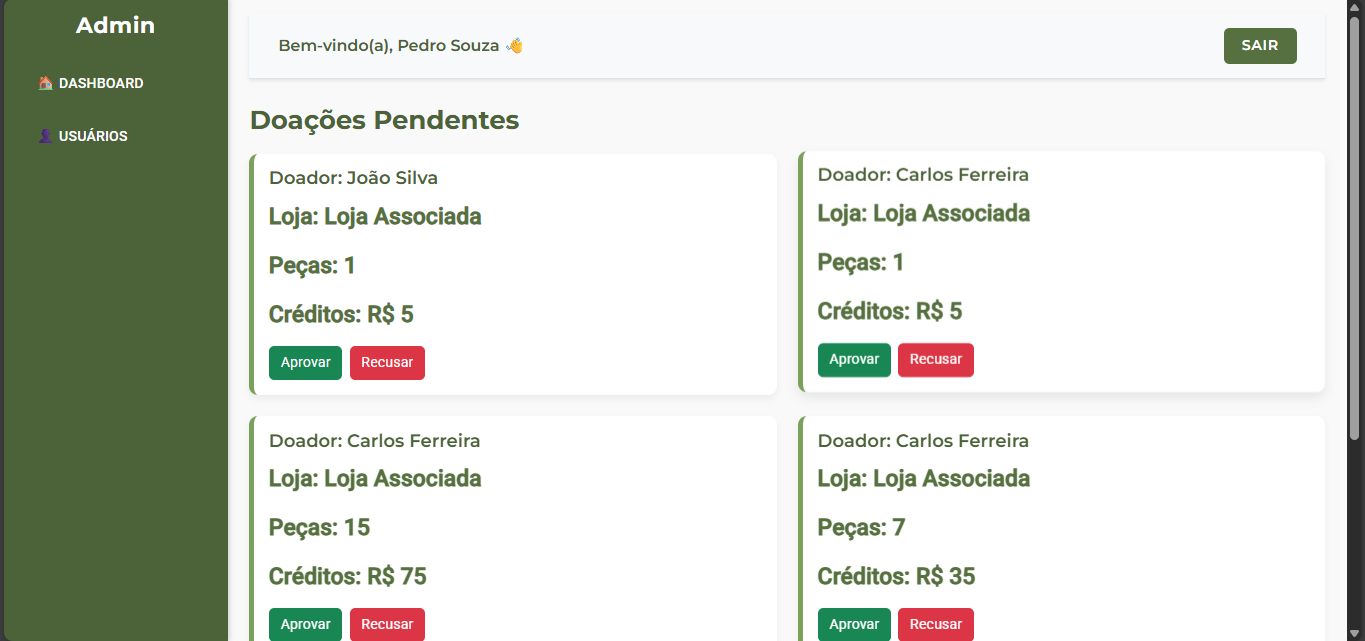 Admin
🏠 DASHBOARD
👤 USUÁRIOS
Bem-vindo(a), Pedro Souza 👋
SAIR
Doações Pendentes
Doador: João Silva
Loja: Loja Associada
Peças: 1
Créditos: R$ 5
Aprovar Recusar
Doador: Carlos Ferreira
Loja: Loja Associada
Peças: 1
Créditos: R$ 5
Aprovar Recusar
Doador: Carlos Ferreira
Loja: Loja Associada
Peças: 15
Créditos: R$ 75
Aprovar Recusar
Doador: Carlos Ferreira
Loja: Loja Associada
Peças: 7
Créditos: R$ 35
Aprovar Recusar